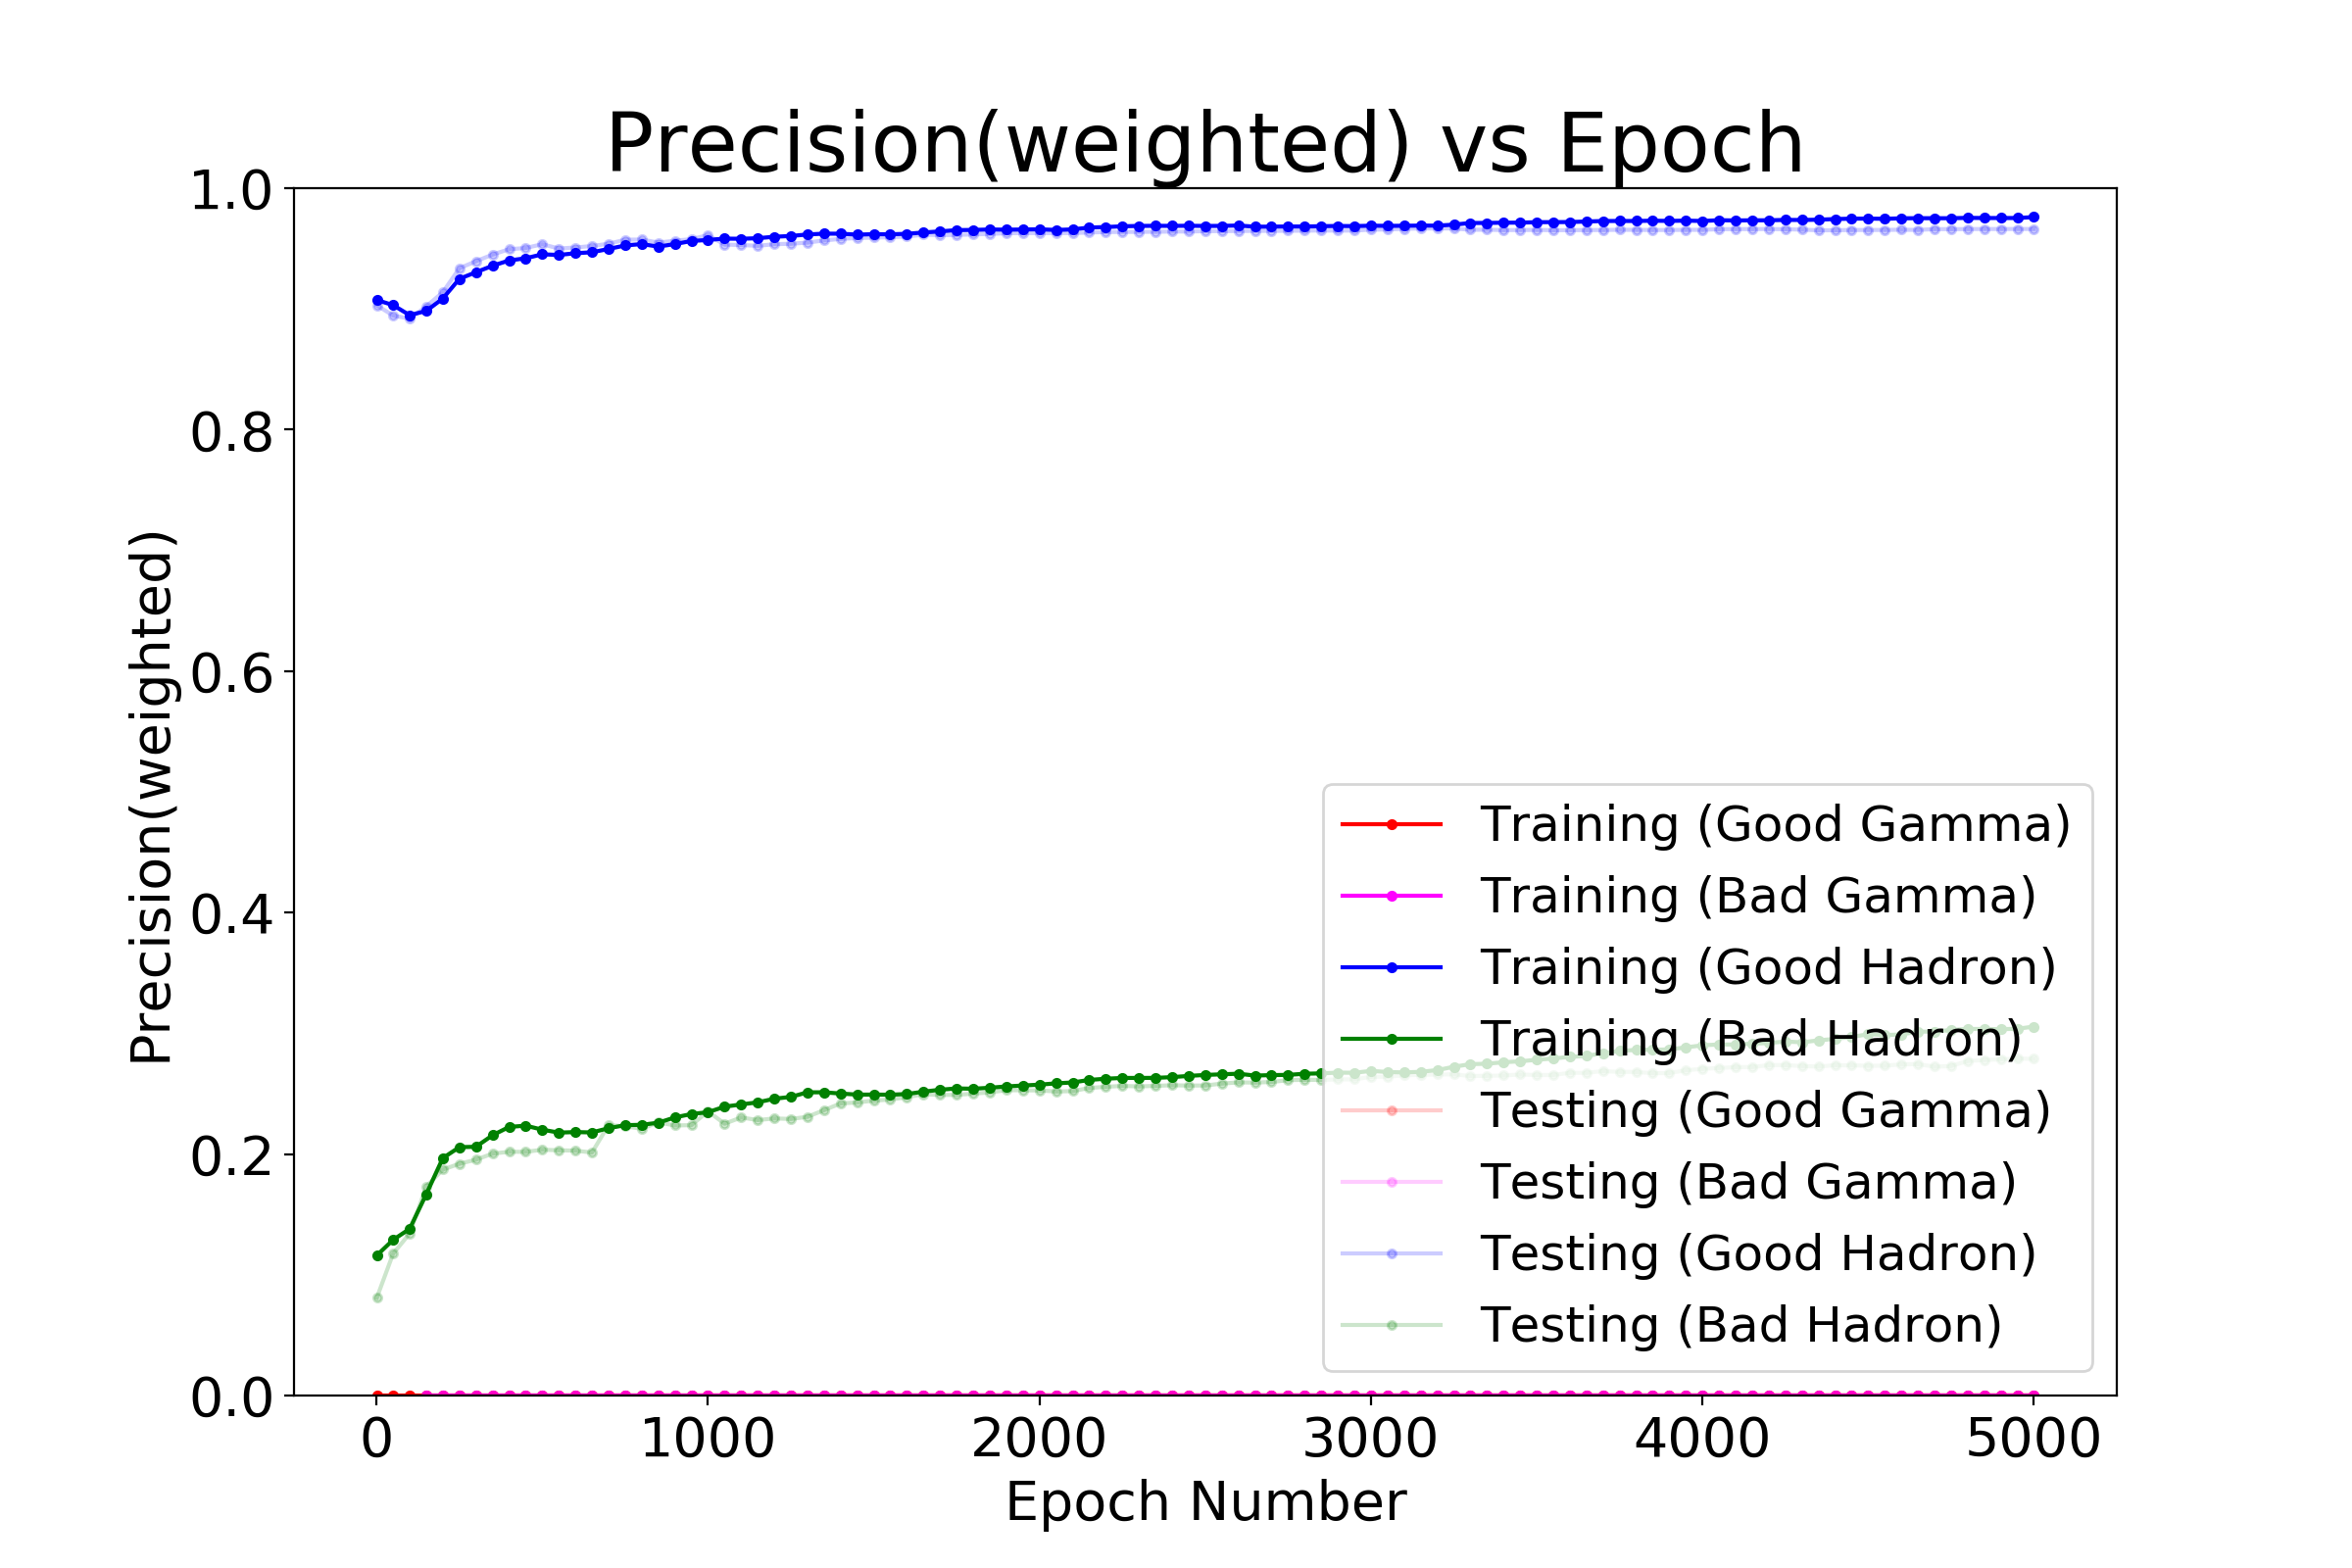 Precision(weighted) vs Epoch
1.0
0.8
0.6
0.4
0.2
0.0
Precision(weighted)
Training (Good Gamma)
Training (Bad Gamma)
Training (Good Hadron)
Training (Bad Hadron)
Testing (Good Gamma)
Testing (Bad Gamma)
Testing (Good Hadron)
Testing (Bad Hadron)
0 1000 2000 3000 4000 5000
Epoch Number